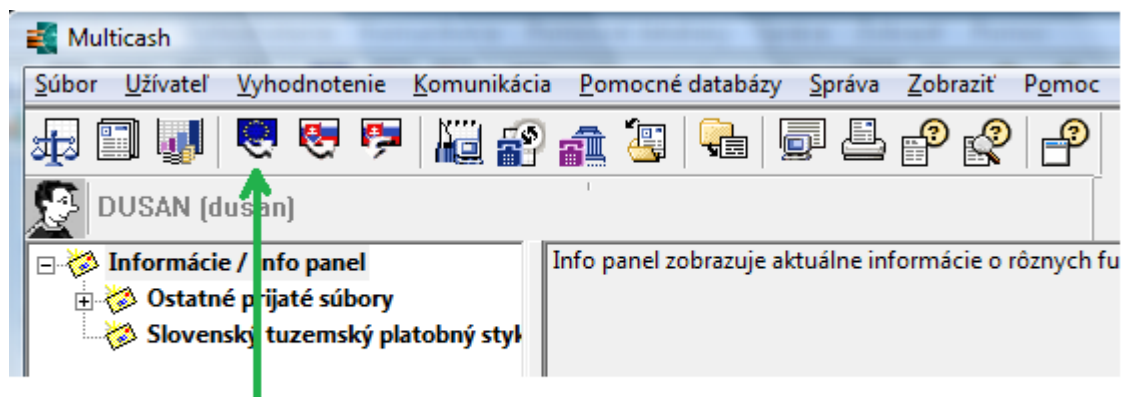 Multicash
Súbor Užívateľ Vyhodnotenie Komunikácia Pomocné databázy Správa Zobraziť Pomoc
DUSAN (dusan)
Informácie / Info panel
Info panel zobrazuje aktuálne informácie o rôznych fu
Ostatné prijaté súbory
Slovenský tuzemský platobný styk